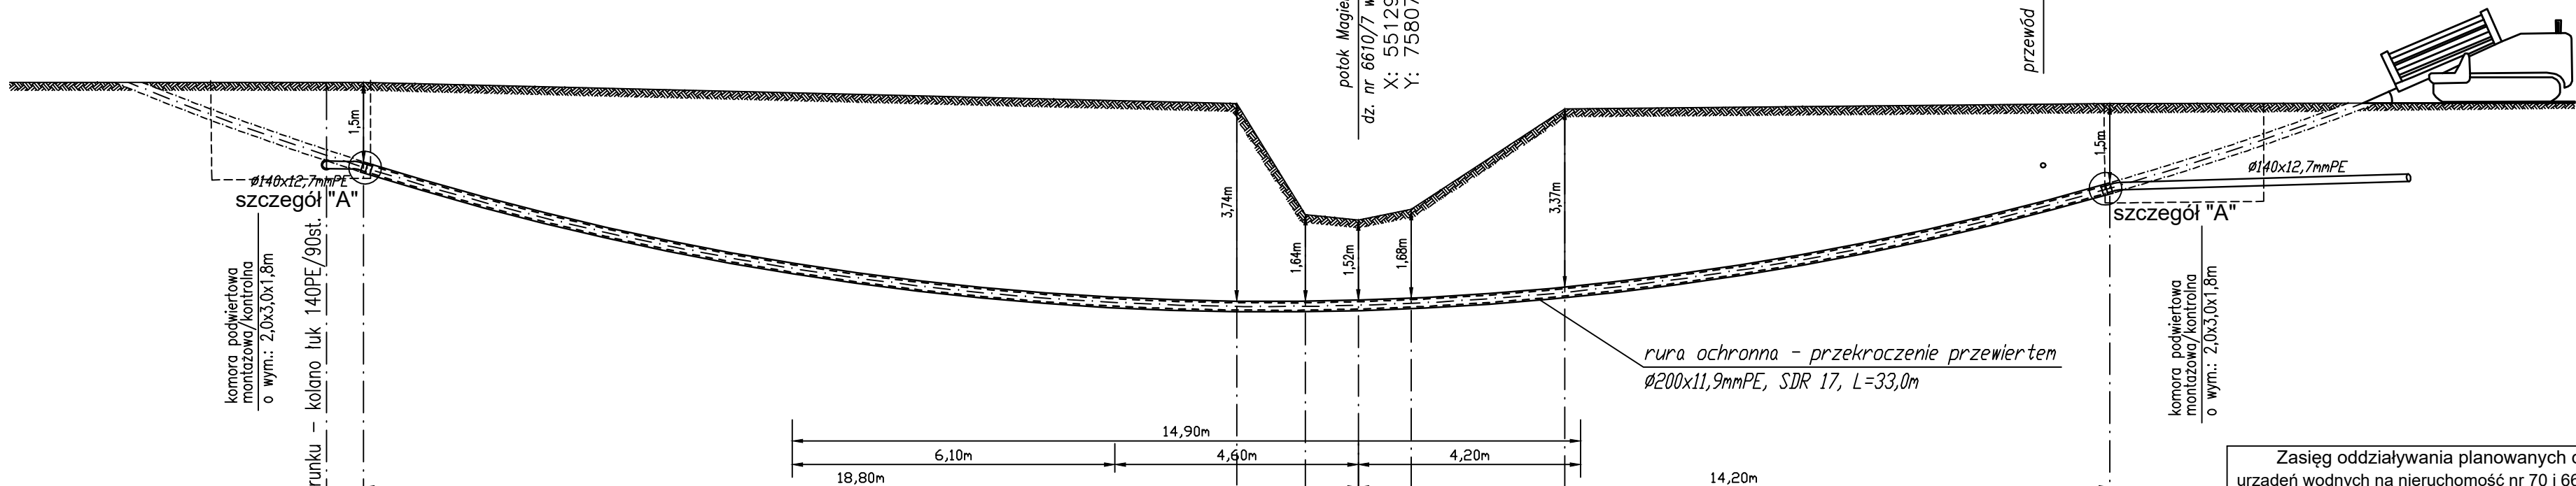 potok
dz. nr 6610/7
X: 55129
Y: 75807
przewód
1,5m
Ø140x12,7mmPE
szczegół "A"
komora podwiertowa
montażowa/kontrolna
o wym.: 2,0x3,0x1,8m
kolano łuk 140PE/90st.
3,74m
1,64m
1,52m
1,68m
3,37m
1,5m
Ø140x12,7mmPE
szczegół "A"
komora podwiertowa
montażowa/kontrolna
o wym.: 2,0x3,0x1,8m
rura ochronna - przekroczenie przewiertem
Ø200x11,9mmPE, SDR 17, L=33,0m
14,90m
6,10m
4,60m
4,20m
18,80m
14,20m
Zasięg oddziaływania planowanych
urządzeń wodnych na nieruchomość nr 70 i 66